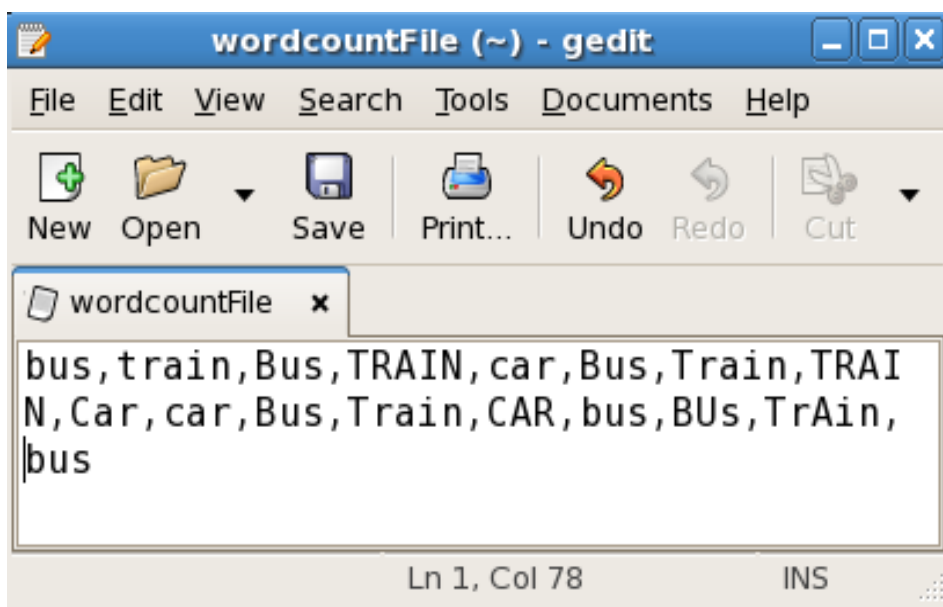 wordcountFile (~) - gedit
File Edit View Search Tools Documents Help
New Open Save Print... Undo Redo Cut
wordcountFile
bus,train,Bus,TRAIN,car,Bus,Train,TRAI
N,Car,car,Bus,Train,CAR,bus,BUs,TrAin,
bus
Ln 1, Col 78 INS